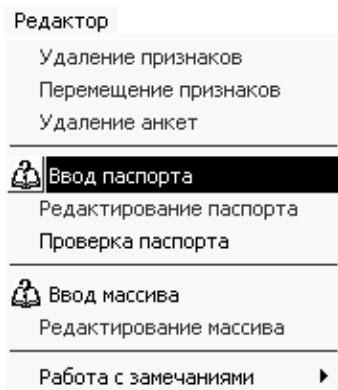 Редактор
Удаление признаков
Перемещение признаков
Удаление анкет
Ввод паспорта
Редактирование паспорта
Проверка паспорта
Ввод массива
Редактирование массива
Работа с замечаниями